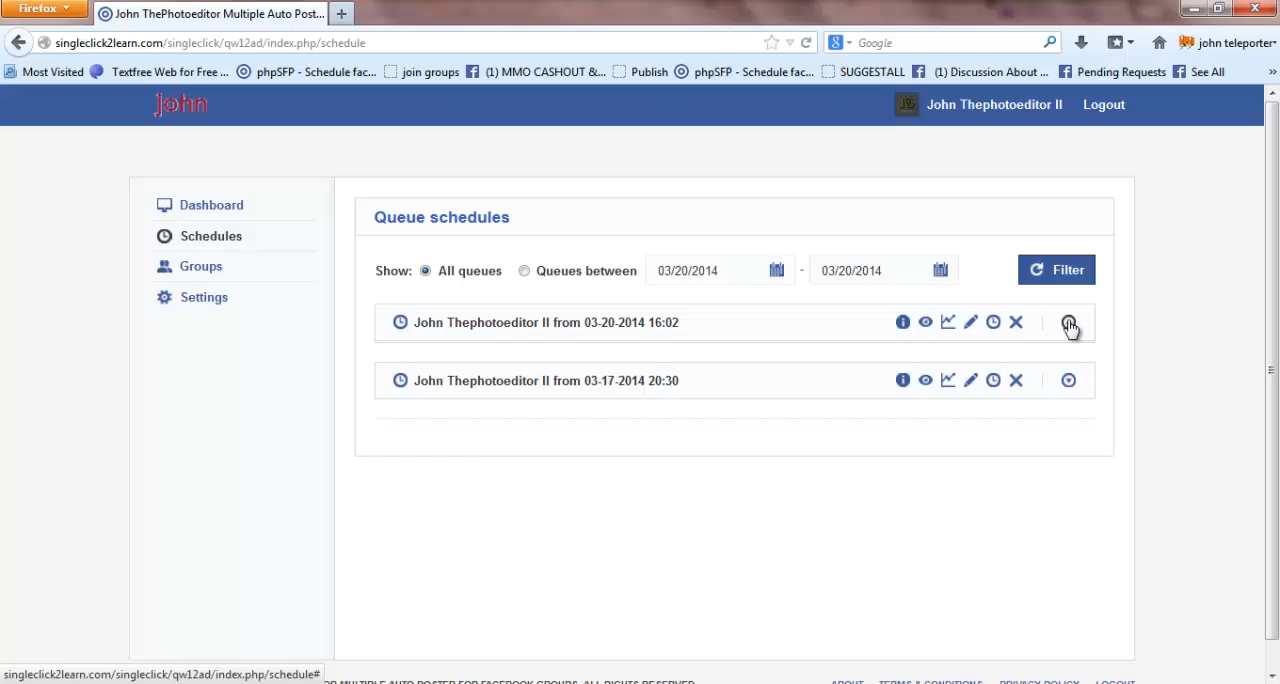 Firefox
John ThePhotoeditor Multiple Auto Post...
singleclick2learn.com/singleclick/qw12ad/index.php/schedule
Google
john teleporter
Most Visited
Textfree Web for Free ...
phpSFP - Schedule fac...
join groups
(1) MMO CASHOUT &...
Publish
phpSFP - Schedule fac...
SUGGESTALL
(1) Discussion About ...
Pending Requests
See All
»
john
John Thephotoeditor II
Logout
Dashboard
Schedules
Groups
Settings
Queue schedules
Show: All queues Queues between 03/20/2014 - 03/20/2014 Filter
John Thephotoeditor II from 03-20-2014 16:02
John Thephotoeditor II from 03-17-2014 20:30
singleclick2learn.com/singleclick/qw12ad/index.php/schedule#
OR MULTIPLE AUTO POSTER FOR FACEBOOK GROUPS. ALL RIGHTS RESERVED.
ABOUT TERMS & CONDITIONS PRIVACY POLICY LOGOUT